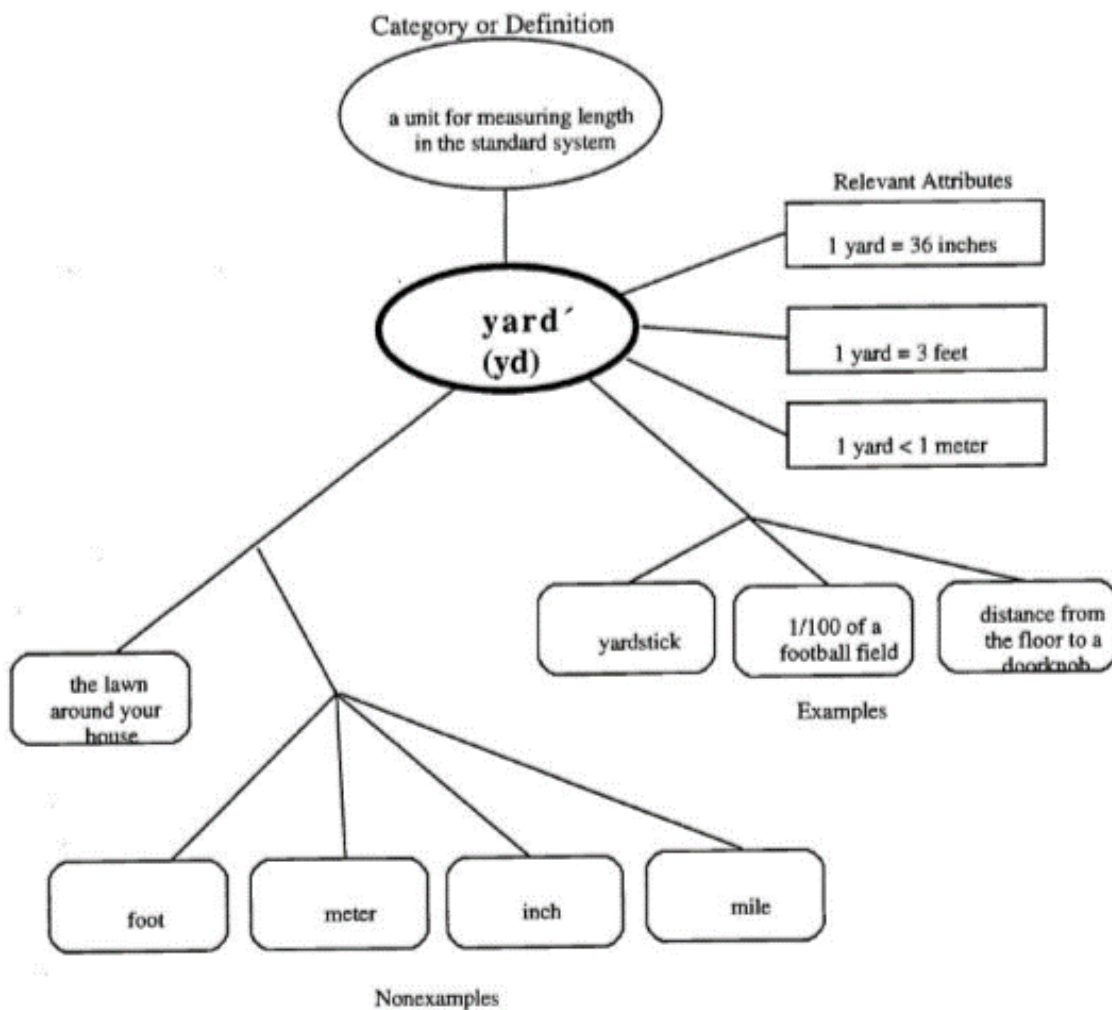 Category or Definition
a unit for measuring length
in the standard system
Relevant Attributes
1 yard = 36 inches
yard´
(yd)
1 yard = 3 feet
1 yard < 1 meter
yardstick
1/100 of a
football field
distance from
the floor to a
doorknob
Examples
the lawn
around your
house
foot
meter
inch
mile
Nonexamples